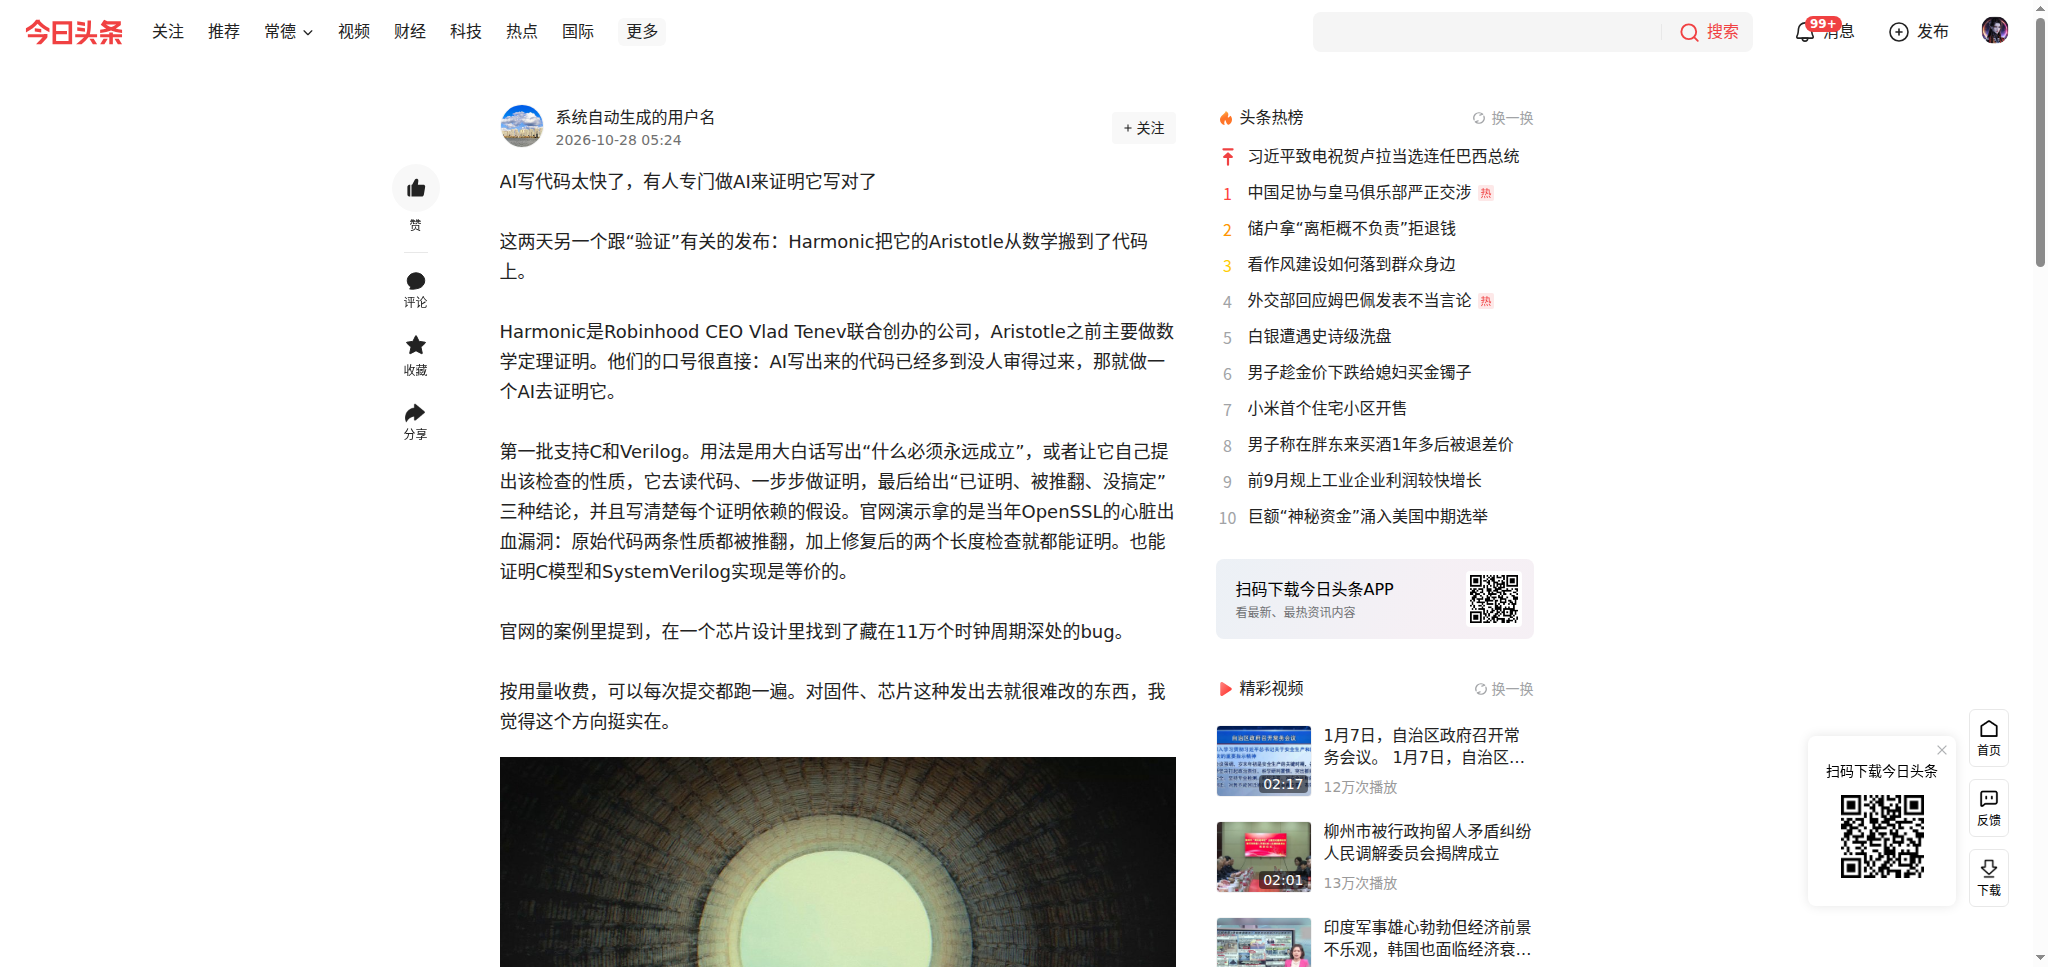 今日头条
关注 推荐 常德 视频 财经 科技 热点 国际 更多
搜索
99+
消息
发布
系统自动生成的用户名
2026-10-28 05:24
+ 关注
赞
评论
收藏
分享
AI写代码太快了，有人专门做AI来证明它写对了
这两天另一个跟“验证”有关的发布：Harmonic把它的Aristotle从数学搬到了代码
上。
Harmonic是Robinhood CEO Vlad Tenev联合创办的公司，Aristotle之前主要做数
学定理证明。他们的口号很直接：AI写出来的代码已经多到没人审得过来，那就做一
个AI去证明它。
第一批支持C和Verilog。用法是用大白话写出“什么必须永远成立”，或者让它自己提
出该检查的性质，它去读代码、一步步做证明，最后给出“已证明、被推翻、没搞定”
三种结论，并且写清楚每个证明依赖的假设。官网演示拿的是当年OpenSSL的心脏出
血漏洞：原始代码两条性质都被推翻，加上修复后的两个长度检查就都能证明。也能
证明C模型和SystemVerilog实现是等价的。
官网的案例里提到，在一个芯片设计里找到了藏在11万个时钟周期深处的bug。
按用量收费，可以每次提交都跑一遍。对固件、芯片这种发出去就很难改的东西，我
觉得这个方向挺实在。
头条热榜
换一换
习近平致电祝贺卢拉当选连任巴西总统
1 中国足协与皇马俱乐部严正交涉 热
2 储户拿“离柜概不负责”拒退钱
3 看作风建设如何落到群众身边
4 外交部回应姆巴佩发表不当言论 热
5 白银遭遇史诗级洗盘
6 男子趁金价下跌给媳妇买金镯子
7 小米首个住宅小区开售
8 男子称在胖东来买酒1年多后被退差价
9 前9月规上工业企业利润较快增长
10 巨额“神秘资金”涌入美国中期选举
扫码下载今日头条APP
看最新、最热资讯内容
精彩视频
换一换
自治区政府召开常务会议
02:17
1月7日，自治区政府召开常
务会议。 1月7日，自治区...
12万次播放
02:01
柳州市被行政拘留人矛盾纠纷
人民调解委员会揭牌成立
13万次播放
印度军事雄心勃勃但经济前景
不乐观，韩国也面临经济衰...
扫码下载今日头条
首页
反馈
下载